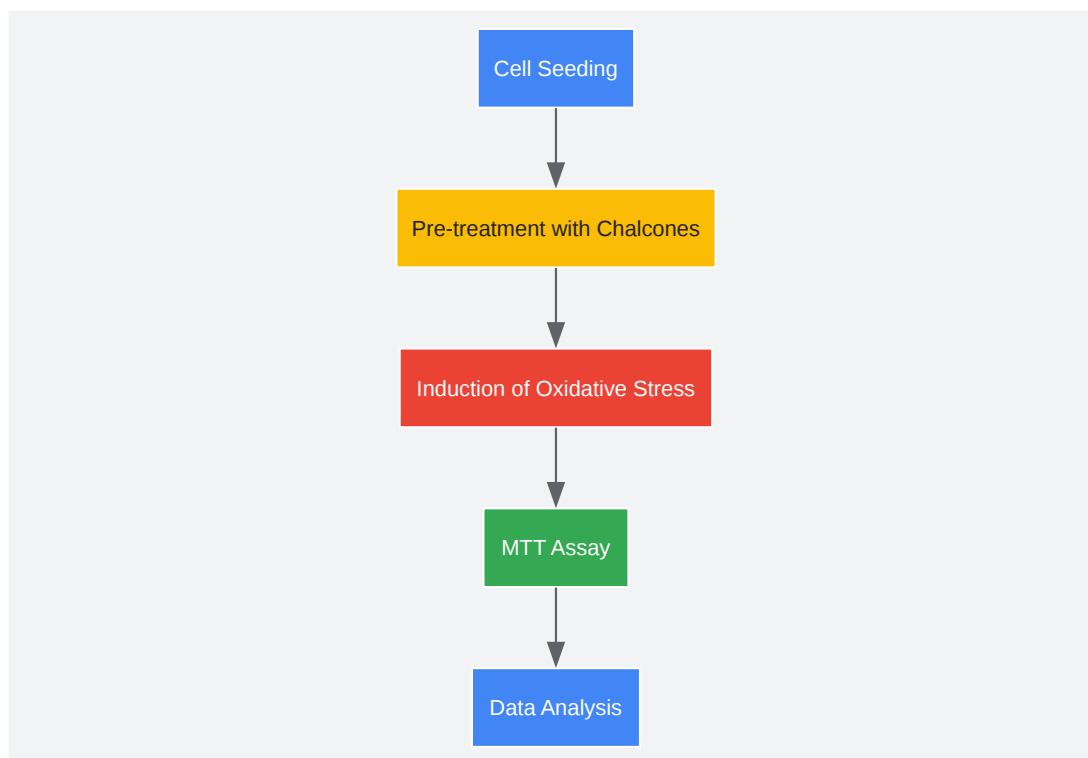 Cell Seeding
Pre-treatment with Chalcones
Induction of Oxidative Stress
MTT Assay
Data Analysis